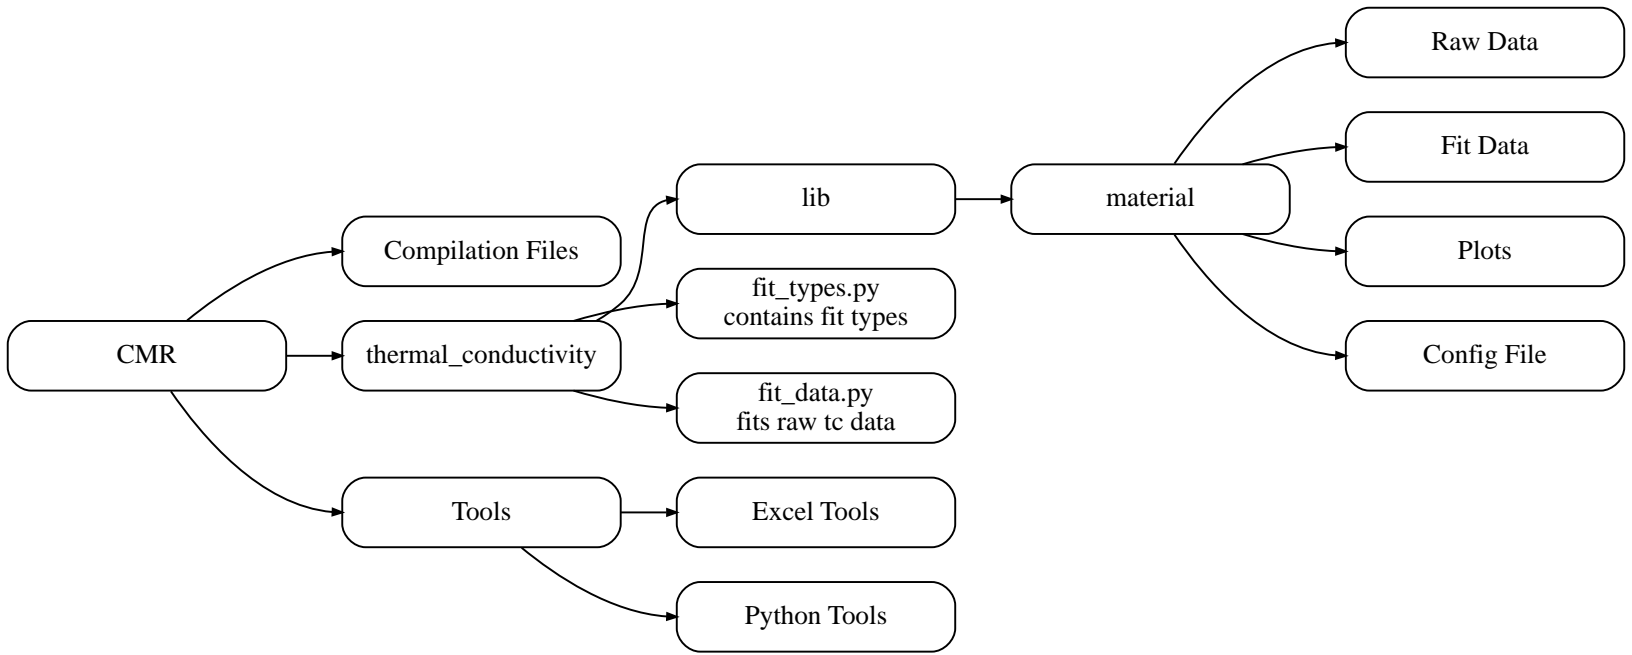 CMR
Compilation Files
thermal_conductivity
Tools
lib
fit_types.py
contains fit types
fit_data.py
fits raw tc data
Excel Tools
Python Tools
material
Raw Data
Fit Data
Plots
Config File